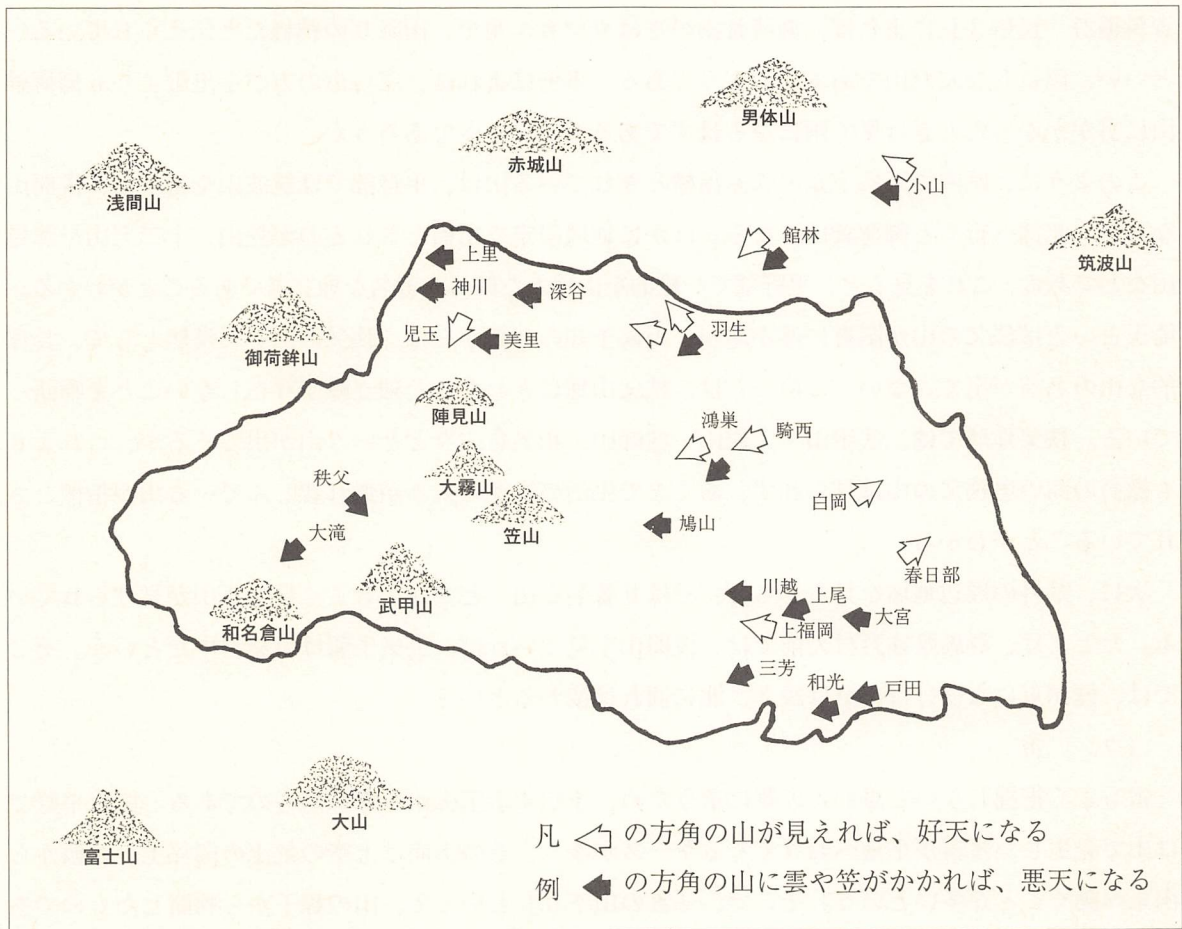 男体山
赤城山
浅間山
小山
筑波山
館林
上里
神川
深谷
児玉
美里
羽生
御荷鉾山
陣見山
鴻巣
騎西
大霧山
秩父
白岡
笠山
鳩山
大滝
春日部
武甲山
川越
上尾
大宮
和名倉山
上福岡
三芳
和光
戸田
大山
富士山
凡 の方角の山が見えれば、好天になる
例 の方角の山に雲や笠がかかれば、悪天になる